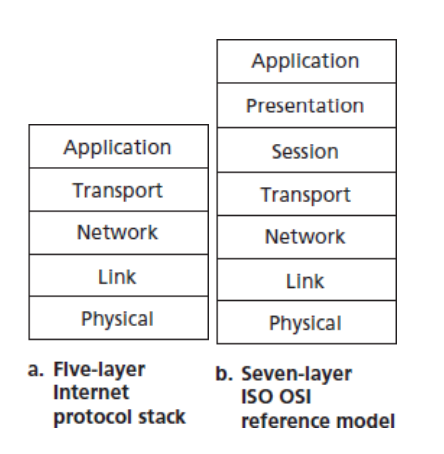 Application
Transport
Network
Link
Physical
a. Five-layer
Internet
protocol stack
Application
Presentation
Session
Transport
Network
Link
Physical
b. Seven-layer
ISO OSI
reference model